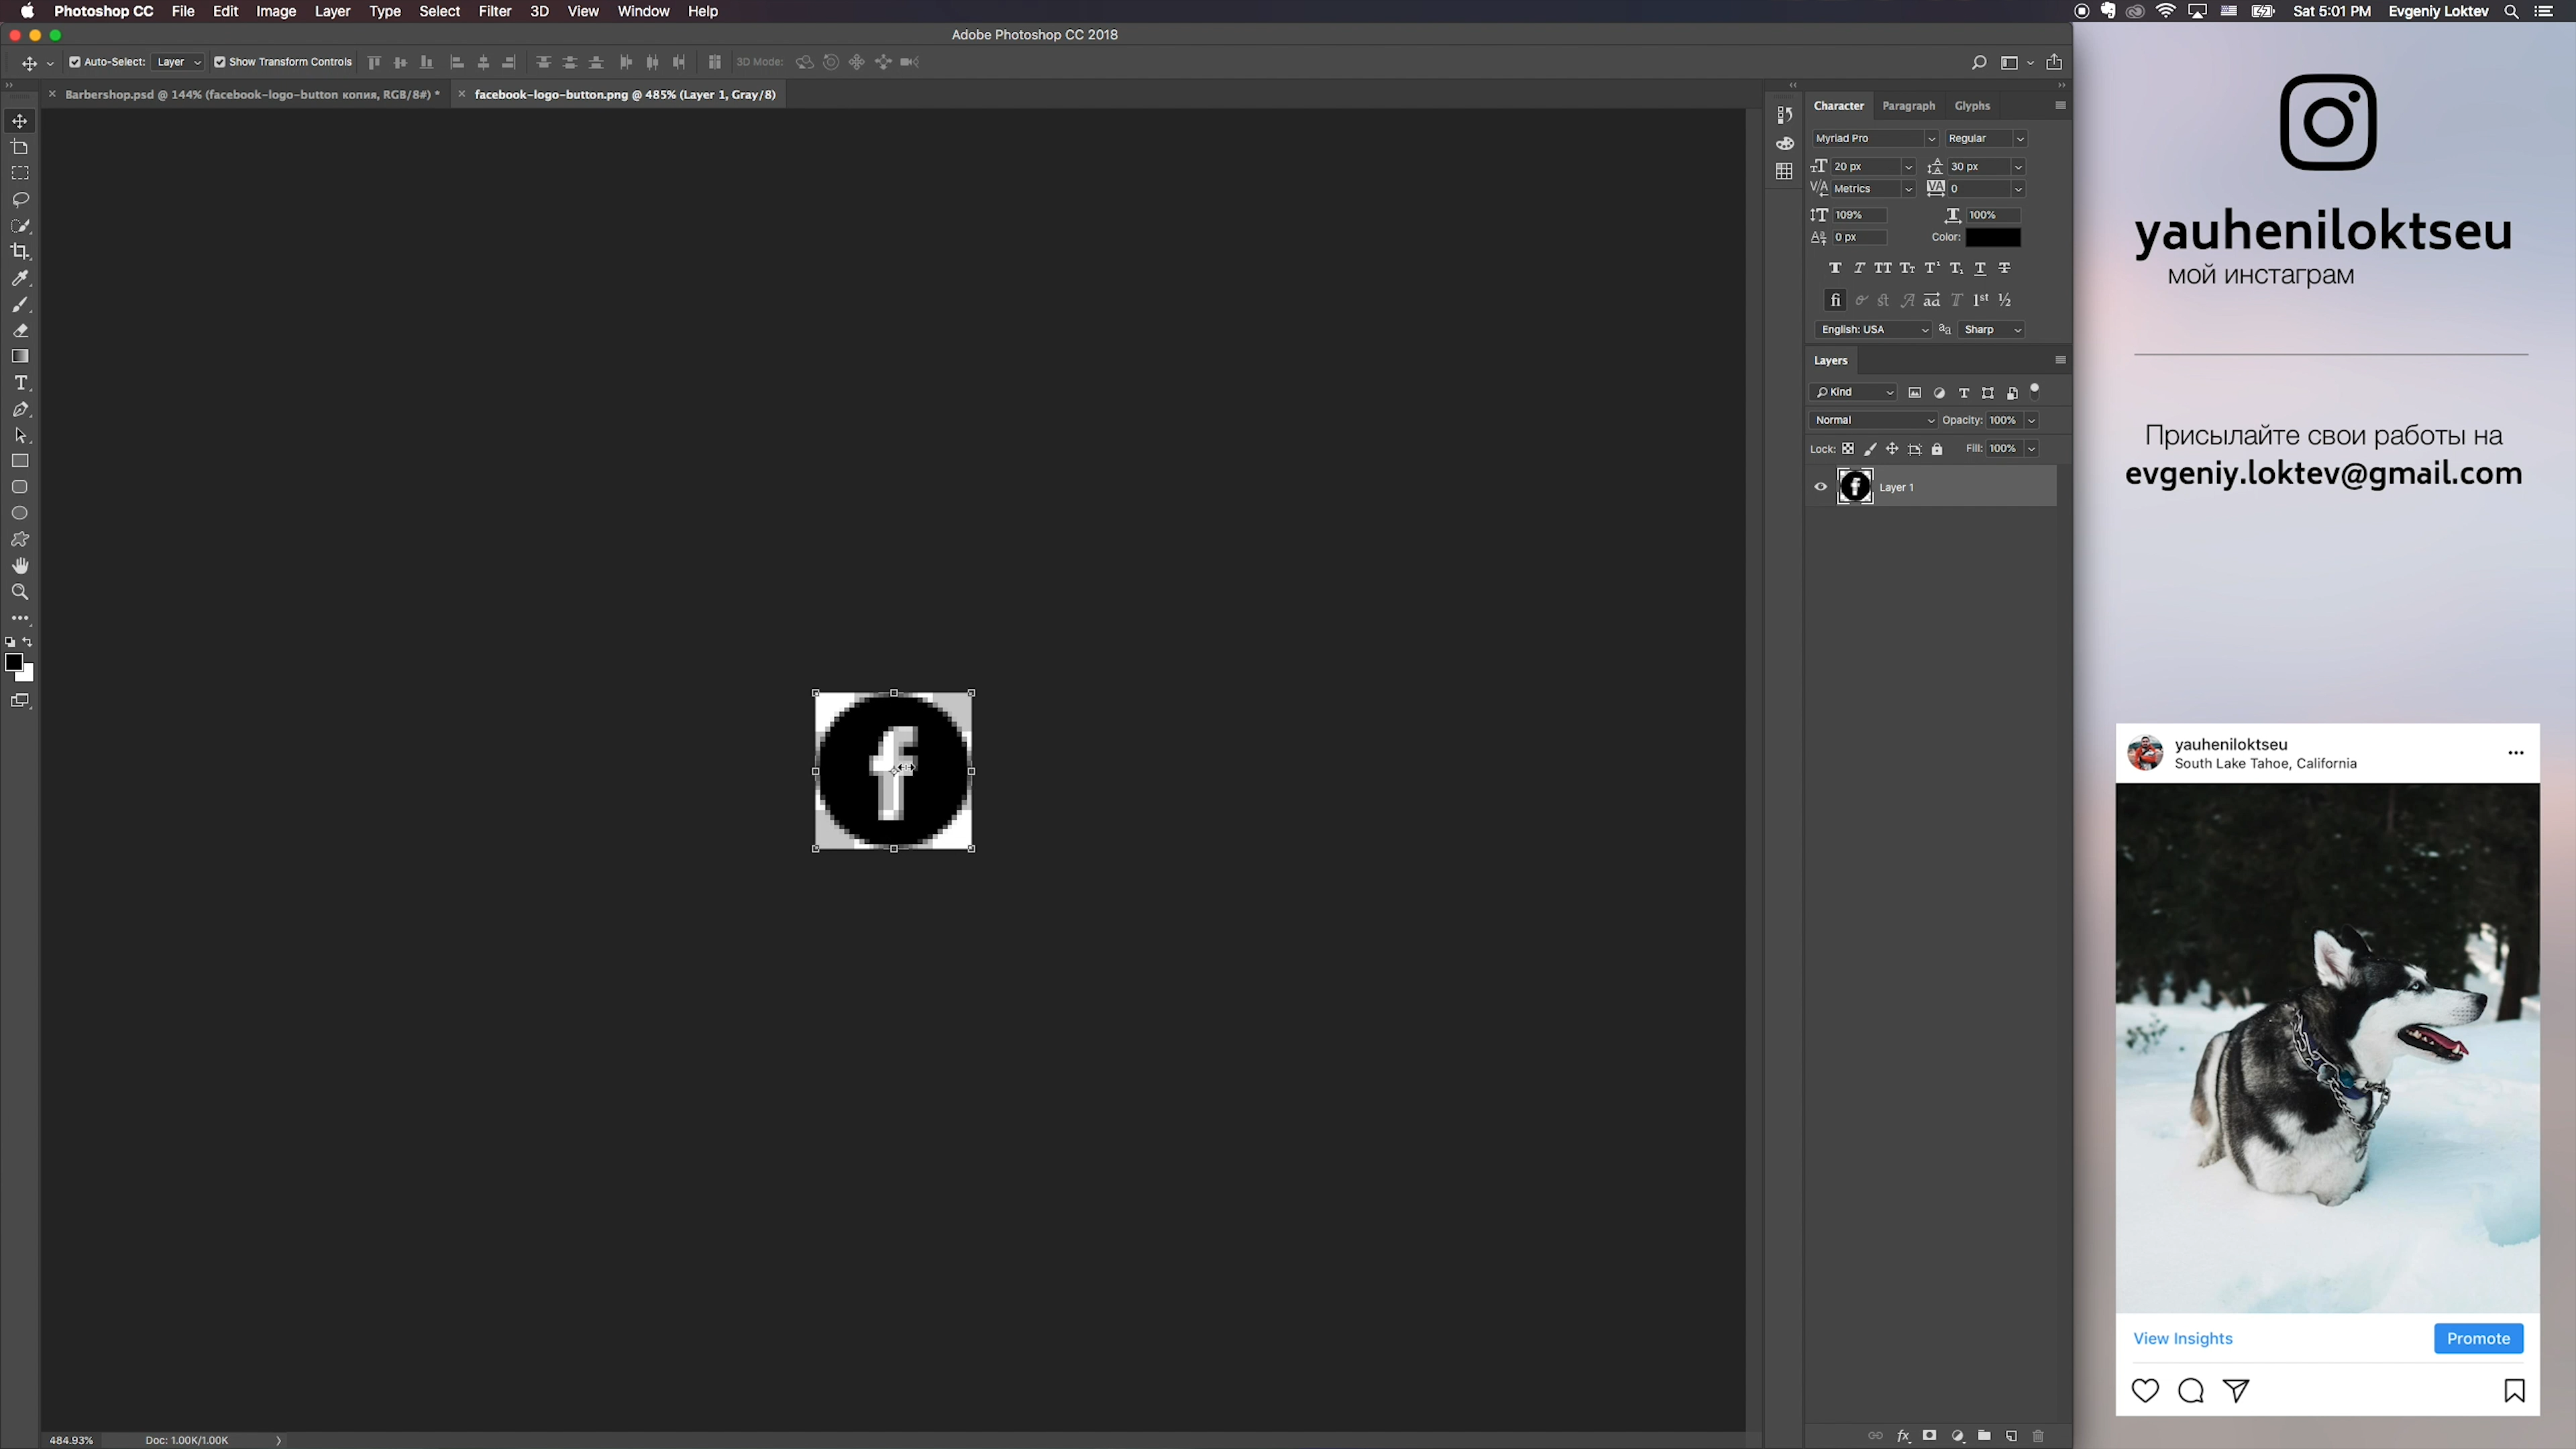 Photoshop CC File Edit Image Layer Type Select Filter 3D View Window Help
Sat 5:01 PM Evgeniy Loktev
Adobe Photoshop CC 2018
Auto-Select: Layer Show Transform Controls 3D Mode:
Barbershop.psd @ 144% (facebook-logo-button копия, RGB/8#) *
facebook-logo-button.png @ 485% (Layer 1, Gray/8)
Character Paragraph Glyphs
Myriad Pro Regular
20 px 30 px
Metrics 0
109% 100%
0 px Color:
English: USA Sharp
Layers
Kind
Normal Opacity: 100%
Lock: Fill: 100%
Layer 1
484.93% Doc: 1.00K/1.00K
yauheniloktseu
мой инстаграм
Присылайте свои работы на
evgeniy.loktev@gmail.com
yauheniloktseu
South Lake Tahoe, California
View Insights Promote